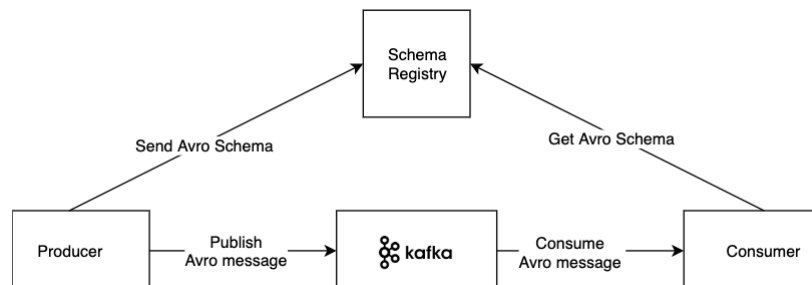 Schema
Registry
Send Avro Schema
Get Avro Schema
Producer
Publish
Avro message
kafka
Consume
Avro message
Consumer